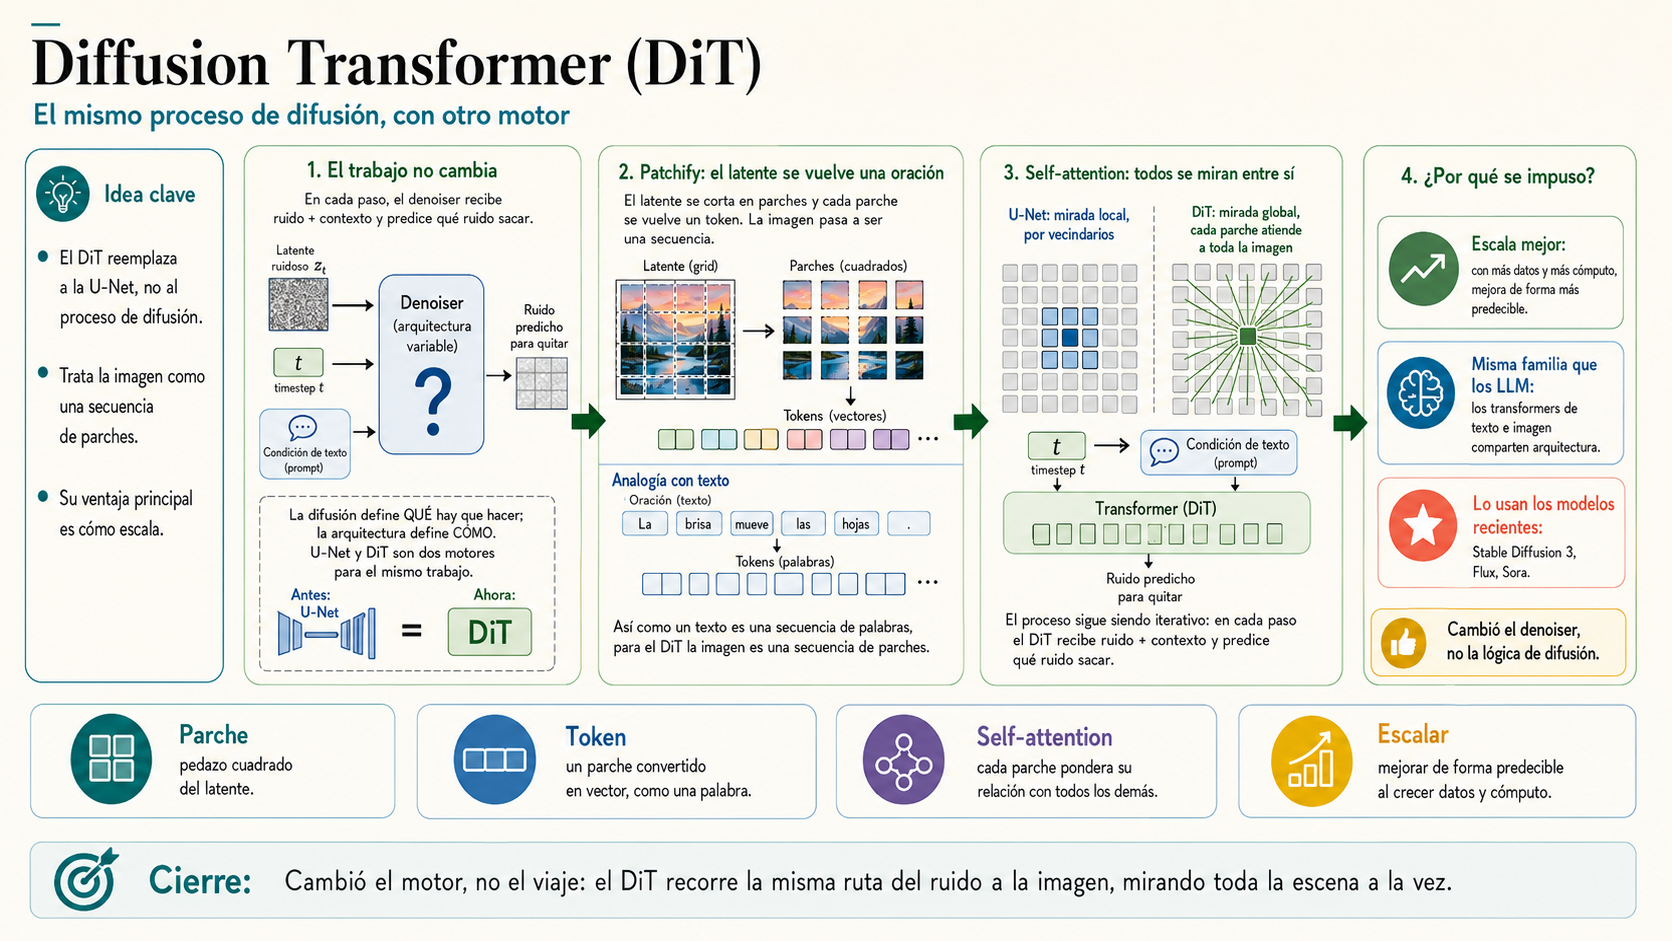 Diffusion Transformer (DiT)
El mismo proceso de difusión, con otro motor
Idea clave
El DiT reemplaza
a la U-Net, no al
proceso de difusión.
Trata la imagen como
una secuencia
de parches.
Su ventaja principal
es cómo escala.
1. El trabajo no cambia
En cada paso, el denoiser recibe
ruido + contexto y predice qué ruido sacar.
Latente
ruidoso zt
t
timestep t
Condición de texto
(prompt)
Denoiser
(arquitectura
variable)
?
Ruido
predicho
para quitar
La difusión define QUÉ hay que hacer;
la arquitectura define CÓMO.
U-Net y DiT son dos motores
para el mismo trabajo.
Antes:
U-Net
=
Ahora:
DiT
2. Patchify: el latente se vuelve una oración
El latente se corta en parches y cada parche
se vuelve un token. La imagen pasa a ser
una secuencia.
Latente (grid)
Parches (cuadrados)
Tokens (vectores)
...
Analogía con texto
Oración (texto)
La brisa mueve las hojas .
Tokens (palabras)
...
Así como un texto es una secuencia de palabras,
para el DiT la imagen es una secuencia de parches.
3. Self-attention: todos se miran entre sí
U-Net: mirada local,
por vecindarios
DiT: mirada global,
cada parche atiende
a toda la imagen
t
timestep t
Condición de texto
(prompt)
Transformer (DiT)
Ruido predicho
para quitar
El proceso sigue siendo iterativo: en cada paso
el DiT recibe ruido + contexto y predice
qué ruido sacar.
4. ¿Por qué se impuso?
Escala mejor:
con más datos y más cómputo,
mejora de forma más
predecible.
Misma familia que
los LLM:
los transformers de
texto e imagen
comparten arquitectura.
Lo usan los modelos
recientes:
Stable Diffusion 3,
Flux, Sora.
Cambió el denoiser,
no la lógica de difusión.
Parche
pedazo cuadrado
del latente.
Token
un parche convertido
en vector, como una palabra.
Self-attention
cada parche pondera su
relación con todos los demás.
Escalar
mejorar de forma predecible
al crecer datos y cómputo.
Cierre: Cambió el motor, no el viaje: el DiT recorre la misma ruta del ruido a la imagen, mirando toda la escena a la vez.